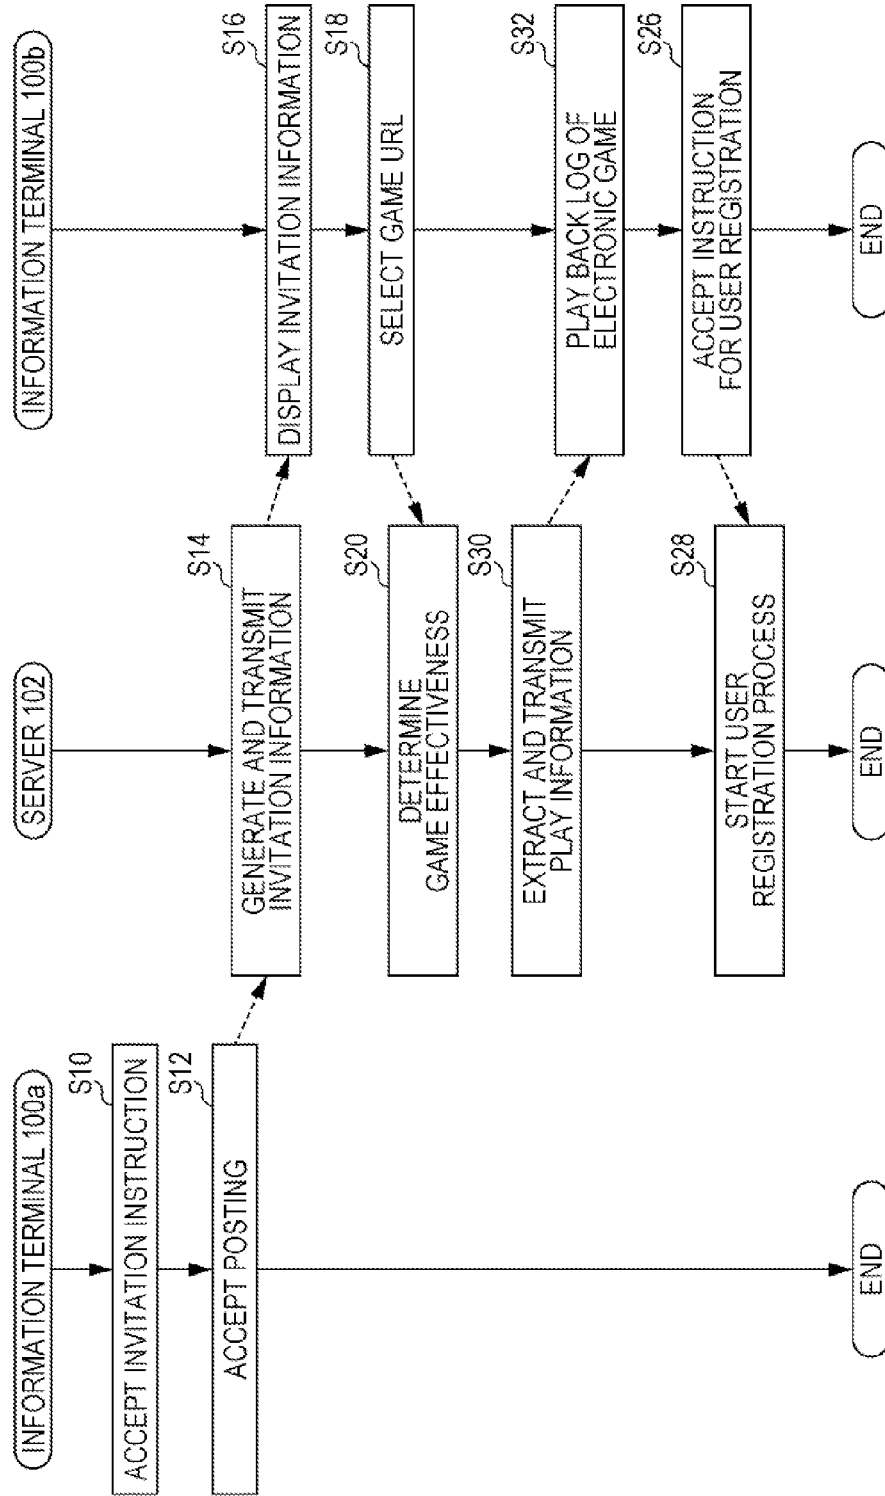 INFORMATION TERMINAL 100a
S10
ACCEPT INVITATION INSTRUCTION
S12
ACCEPT POSTING
END
SERVER 102
S14
GENERATE AND TRANSMIT
INVITATION INFORMATION
S20
DETERMINE
GAME EFFECTIVENESS
S30
EXTRACT AND TRANSMIT
PLAY INFORMATION
S28
START USER
REGISTRATION PROCESS
END
INFORMATION TERMINAL 100b
S16
DISPLAY INVITATION INFORMATION
S18
SELECT GAME URL
S32
PLAY BACK LOG OF
ELECTRONIC GAME
S26
ACCEPT INSTRUCTION
FOR USER REGISTRATION
END